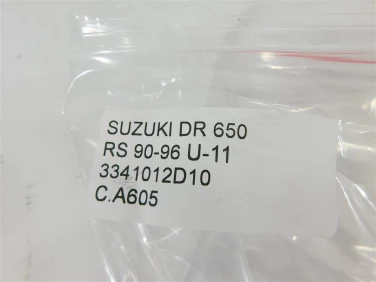 SUZUKI DR 650
RS 90-96 U-11
3341012D10
C.A605